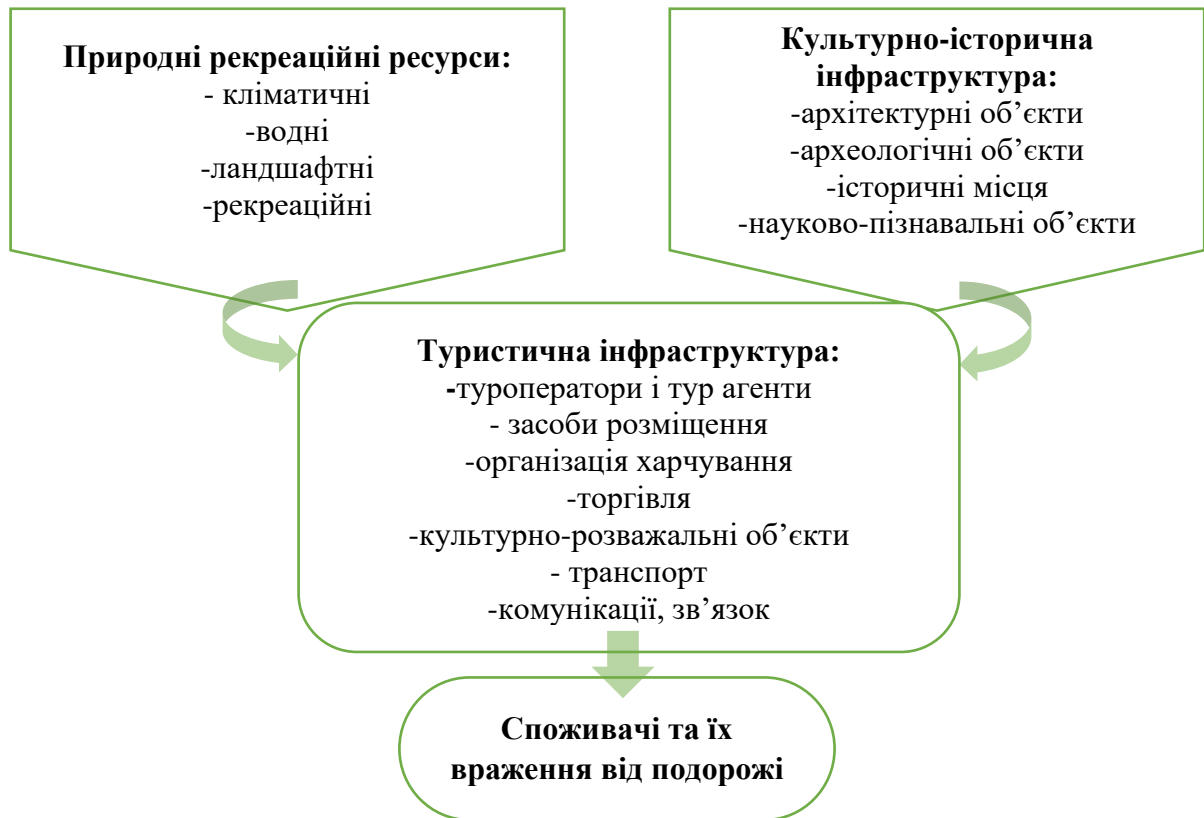 Природні рекреаційні ресурси:
- кліматичні
-водні
-ландшафтні
-рекреаційні
Культурно-історична
інфраструктура:
-архітектурні об’єкти
-археологічні об’єкти
-історичні місця
-науково-пізнавальні об’єкти
Туристична інфраструктура:
-туроператори і тур агенти
- засоби розміщення
-організація харчування
-торгівля
-культурно-розважальні об’єкти
- транспорт
-комунікації, зв’язок
Споживачі та їх
враження від подорожі